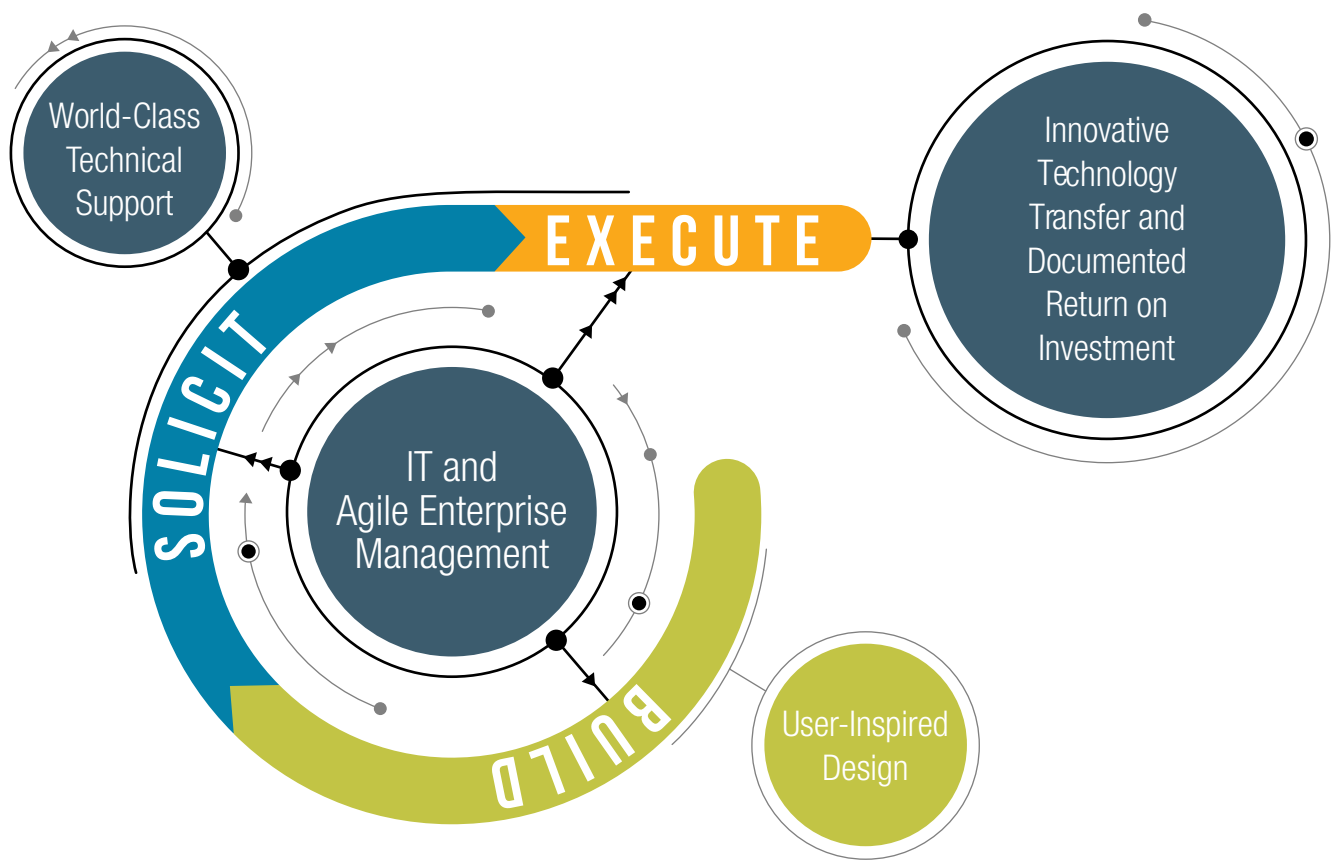 World-Class
Technical
Support
EXECUTE
Innovative
Technology
Transfer and
Documented
Return on
Investment
SOLICIT
IT and
Agile Enterprise
Management
BUILD
User-Inspired
Design